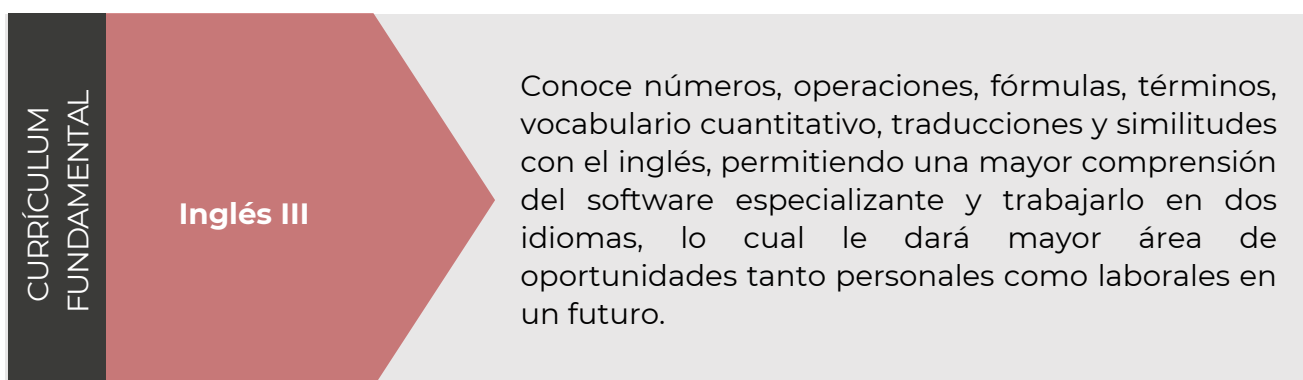 CURRÍCULUM
FUNDAMENTAL
Inglés III
Conoce números, operaciones, fórmulas, términos,
vocabulario cuantitativo, traducciones y similitudes
con el inglés, permitiendo una mayor comprensión
del software especializante y trabajarlo en dos
idiomas, lo cual le dará mayor área de
oportunidades tanto personales como laborales en
un futuro.